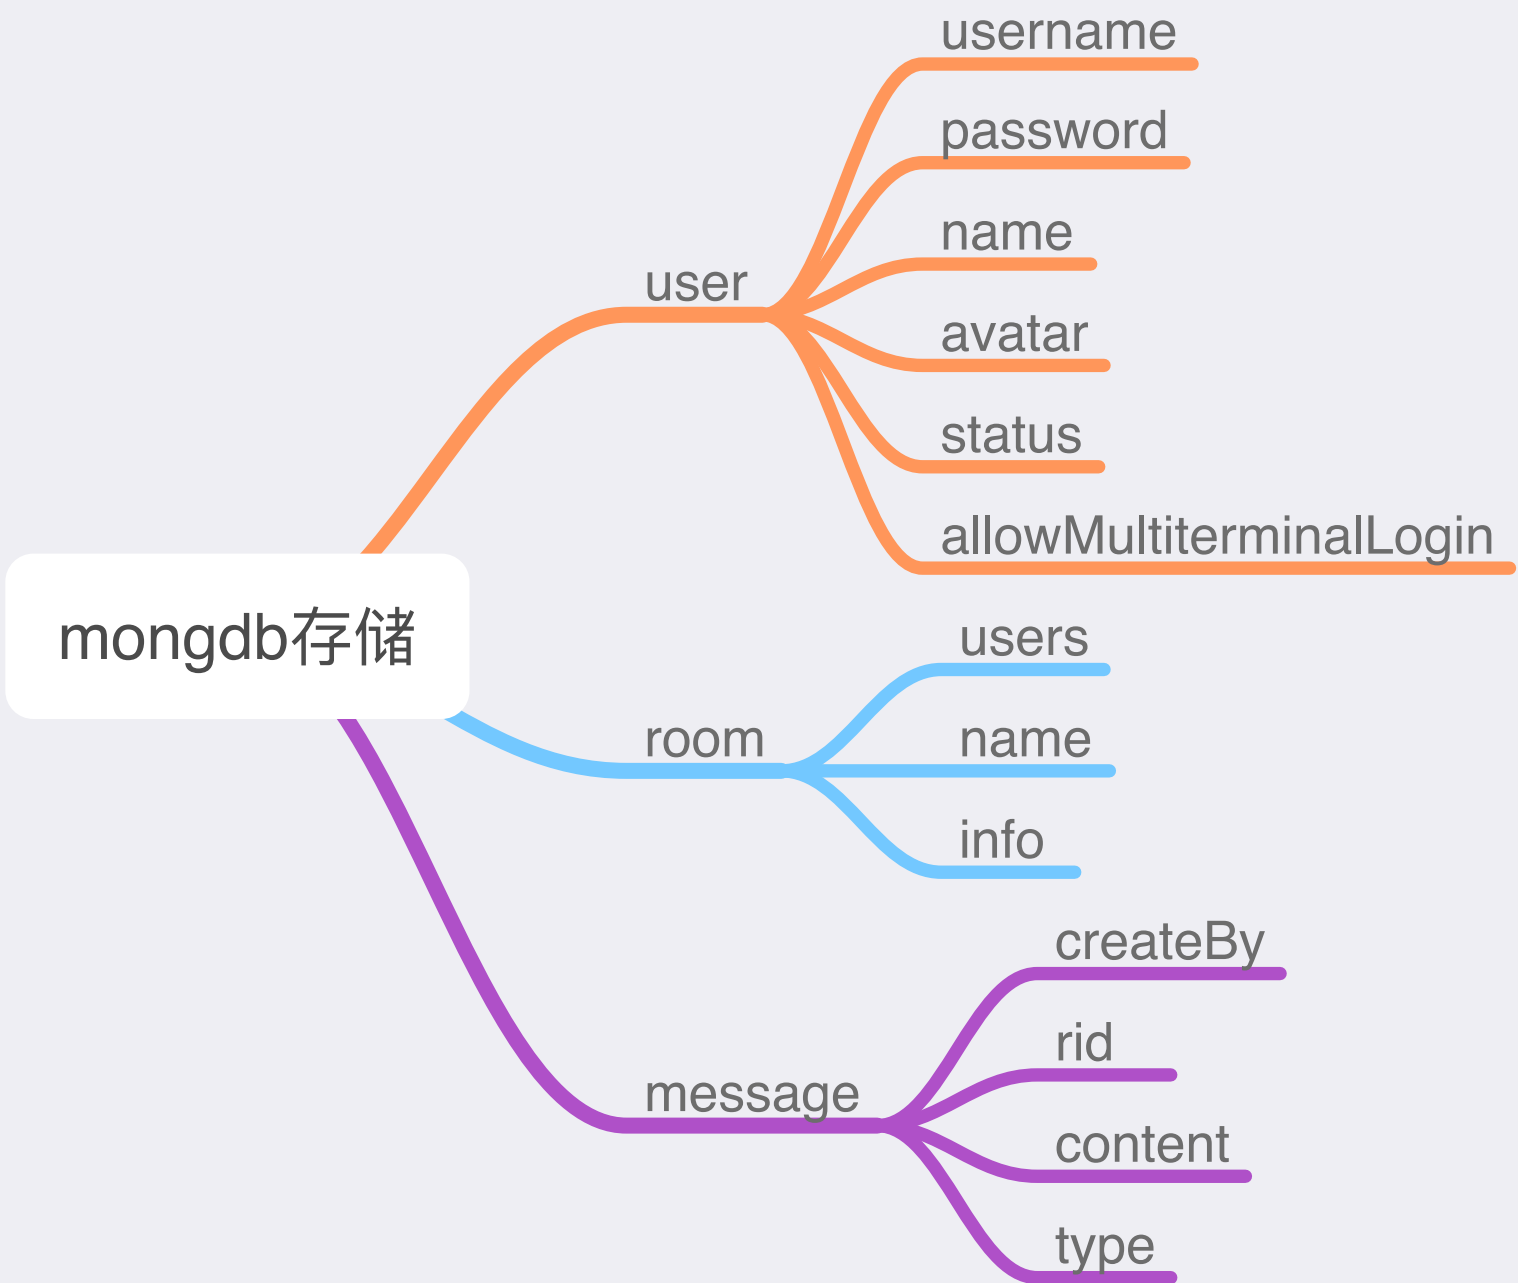 username
password
name
avatar
status
allowMultiterminalLogin
user
mongdb存储
users
name
info
room
createBy
rid
content
type
message